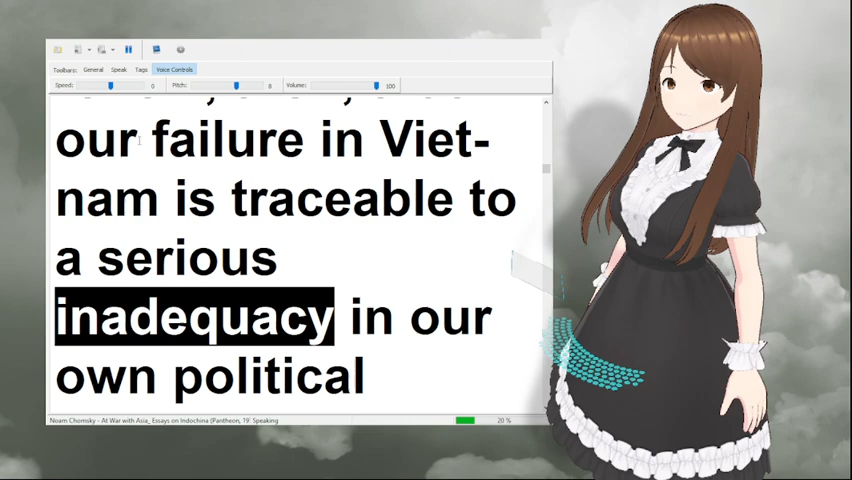 Toolbars: General Speak Tags Voice Controls
Speed: 0 Pitch: 8 Volume: 100
our failure in Viet-
nam is traceable to
a serious
inadequacy in our
own political
Noam Chomsky - At War with Asia_ Essays on Indochina (Pantheon, 19 Speaking 20 %